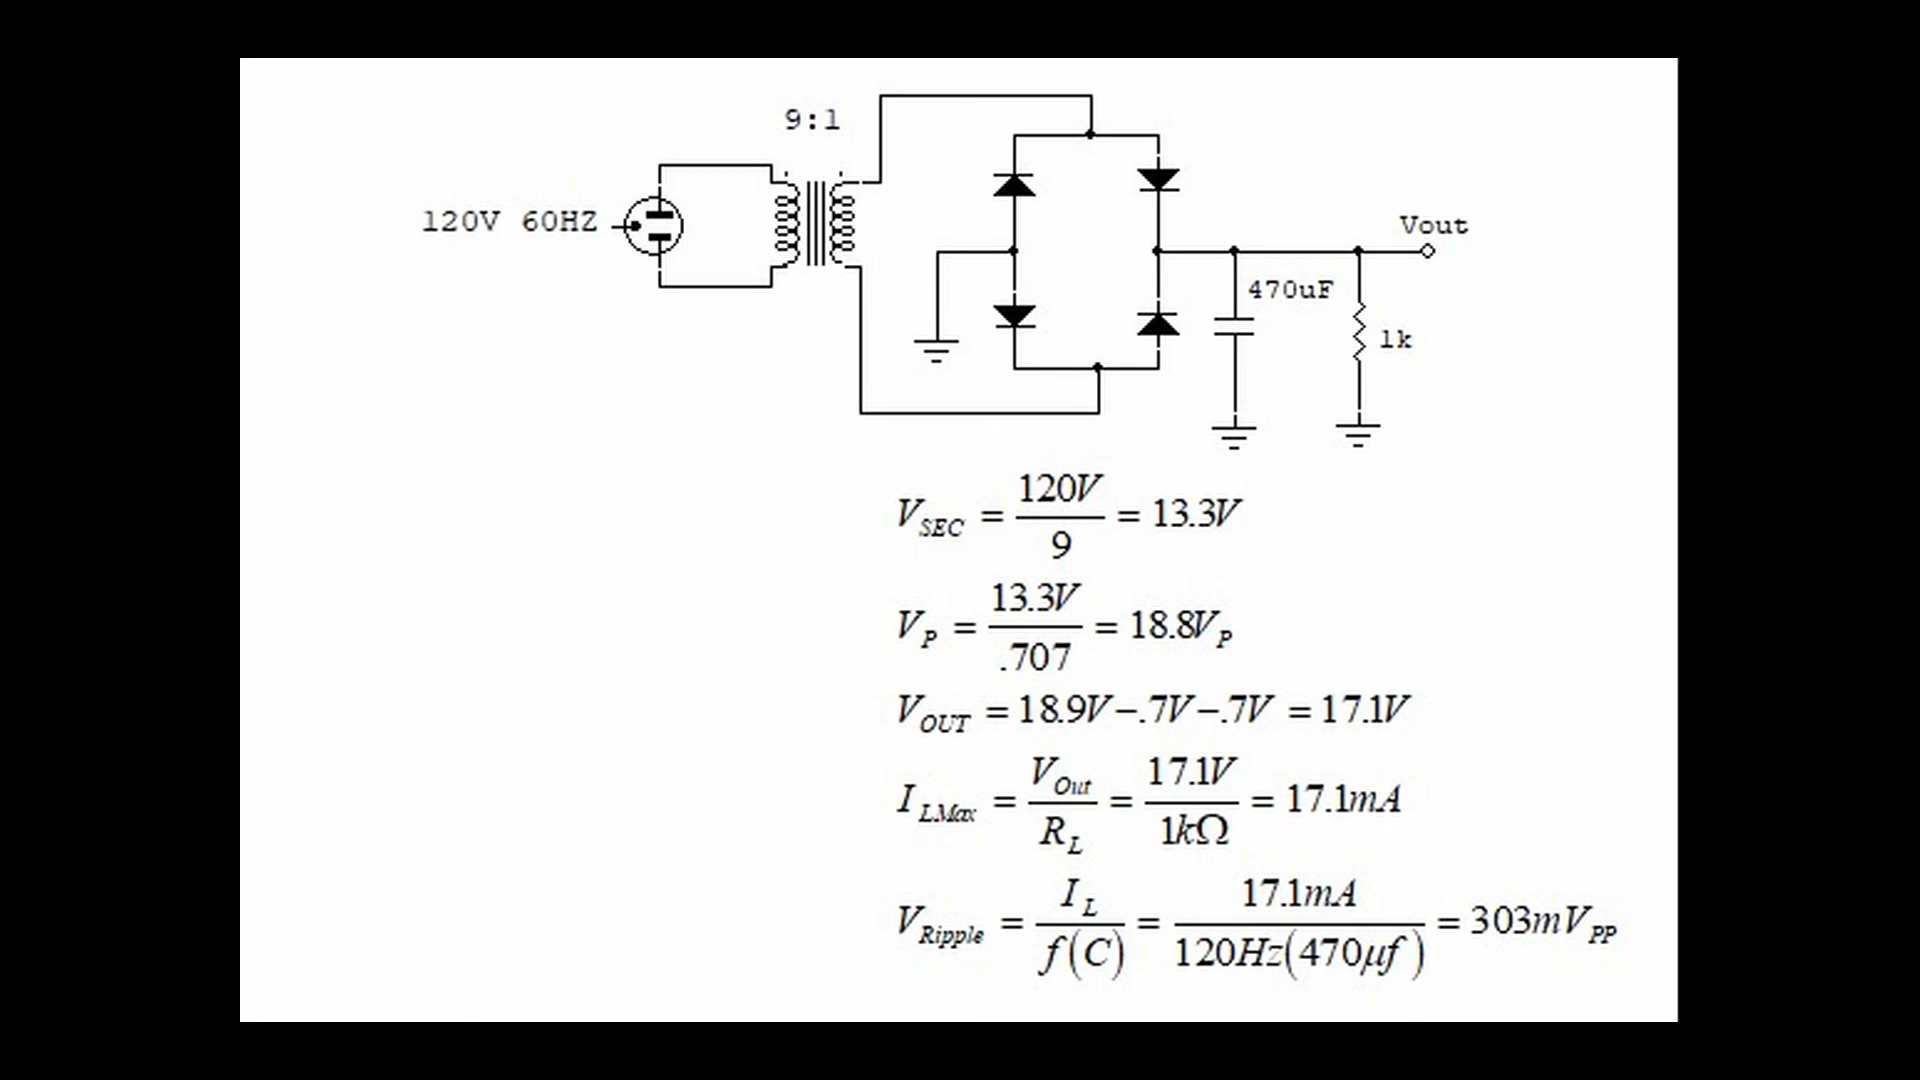 9:1
120V 60HZ
Vout
470uF
1k
V_SEC = 120V / 9 = 13.3V
V_P = 13.3V / .707 = 18.8V_P
V_OUT = 18.9V − .7V − .7V = 17.1V
I_LMax = V_Out / R_L = 17.1V / 1kΩ = 17.1mA
V_Ripple = I_L / f(C) = 17.1mA / 120Hz(470μf) = 303mV_PP